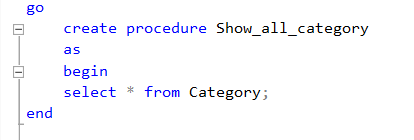 go
create procedure Show_all_category
as
begin
select * from Category;
end